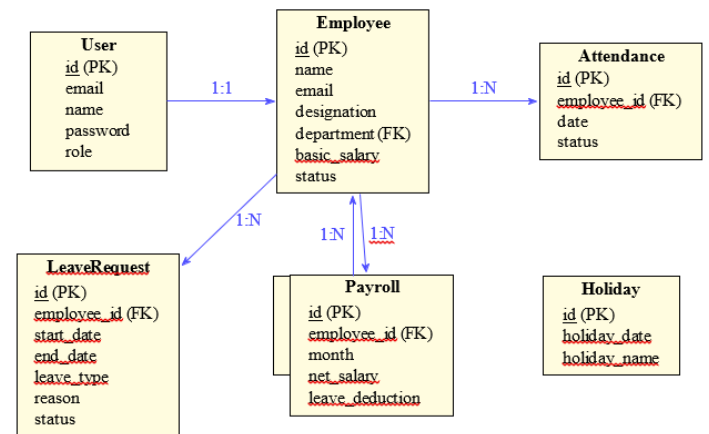 User
id (PK)
email
name
password
role
1:1
Employee
id (PK)
name
email
designation
department (FK)
basic_salary
status
1:N
Attendance
id (PK)
employee_id (FK)
date
status
1:N
1:N
1:N
LeaveRequest
id (PK)
employee_id (FK)
start_date
end_date
leave_type
reason
status
Payroll
id (PK)
employee_id (FK)
month
net_salary
leave_deduction
Holiday
id (PK)
holiday_date
holiday_name